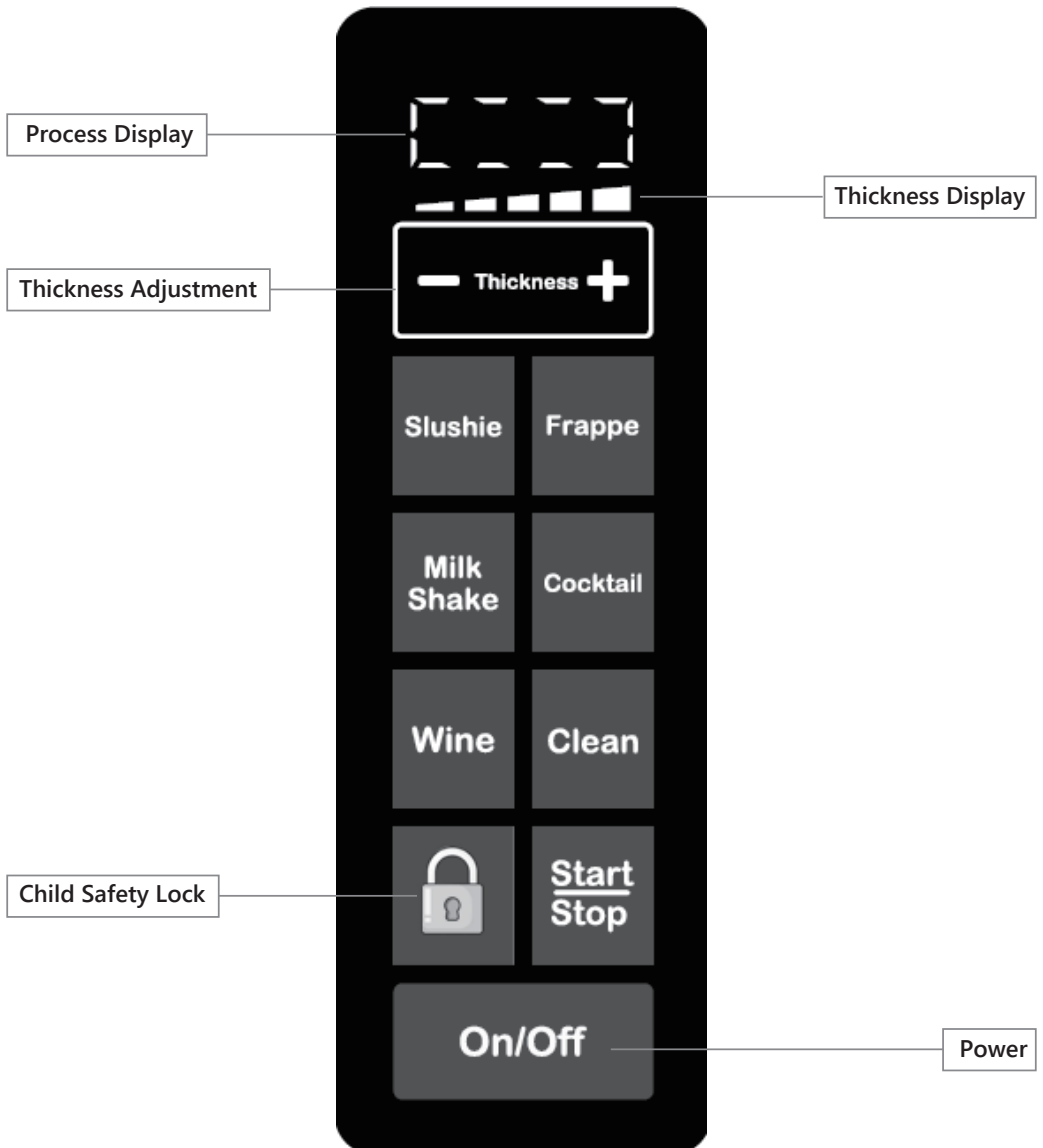 Process Display
Thickness Display
Thickness Adjustment
Thickness
Slushie
Frappe
Milk
Shake
Cocktail
Wine
Clean
Child Safety Lock
Start
Stop
On/Off
Power